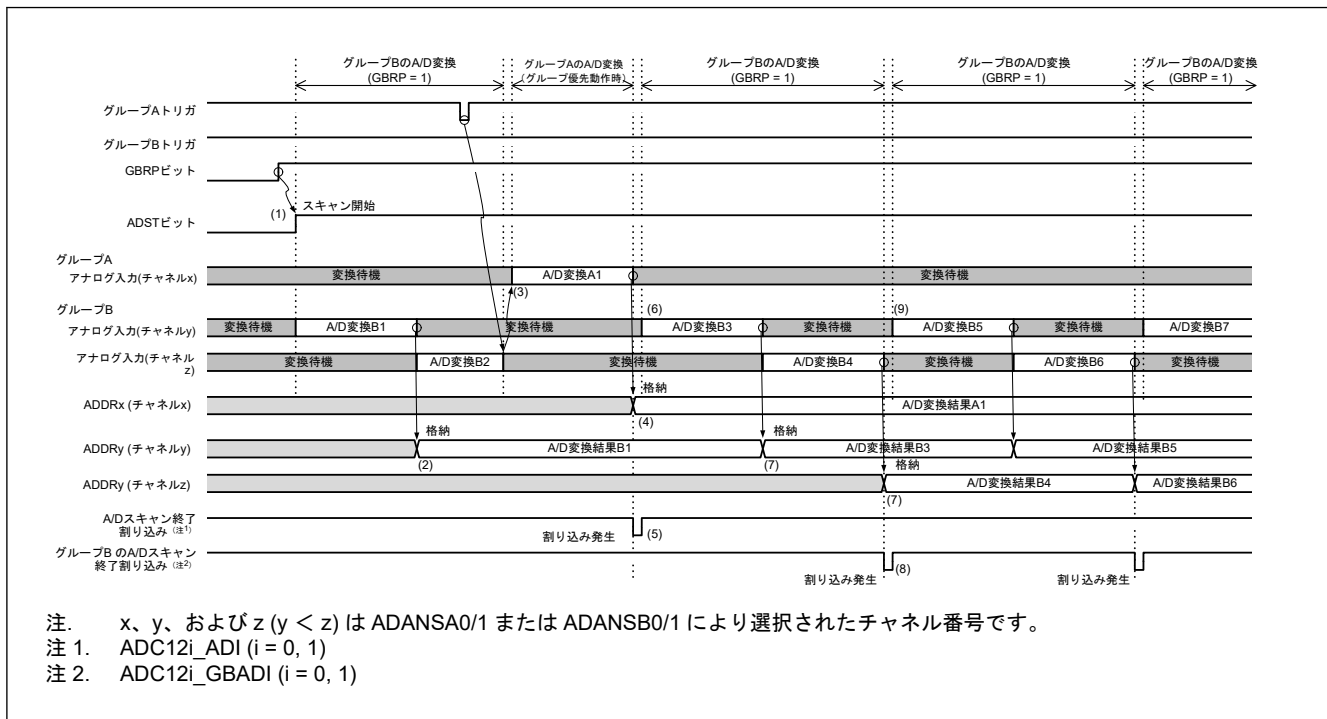 グループBのA/D変換
(GBRP = 1)
グループAのA/D変換
(グループ優先動作時)
グループBのA/D変換
(GBRP = 1)
グループBのA/D変換
(GBRP = 1)
グループBのA/D変換
(GBRP = 1)
グループAトリガ
グループBトリガ
GBRPビット
(1)
スキャン開始
ADSTビット
グループA
アナログ入力(チャネルx)
変換待機
A/D変換A1
変換待機
(3)
グループB
(6)
(9)
アナログ入力(チャネルy)
変換待機
A/D変換B1
変換待機
A/D変換B3
変換待機
A/D変換B5
変換待機
A/D変換B7
アナログ入力(チャネル
z)
変換待機
A/D変換B2
変換待機
A/D変換B4
変換待機
A/D変換B6
変換待機
格納
ADDRx (チャネルx)
A/D変換結果A1
(4)
格納
格納
ADDRy (チャネルy)
A/D変換結果B1
A/D変換結果B3
A/D変換結果B5
(2)
(7)
格納
ADDRy (チャネルz)
A/D変換結果B4
A/D変換結果B6
(7)
A/Dスキャン終了
割り込み (注1)
割り込み発生
(5)
グループB のA/Dスキャン
終了割り込み (注2)
割り込み発生
(8)
割り込み発生
注. x、y、および z (y < z) は ADANSA0/1 または ADANSB0/1 により選択されたチャネル番号です。
注 1. ADC12i_ADI (i = 0, 1)
注 2. ADC12i_GBADI (i = 0, 1)